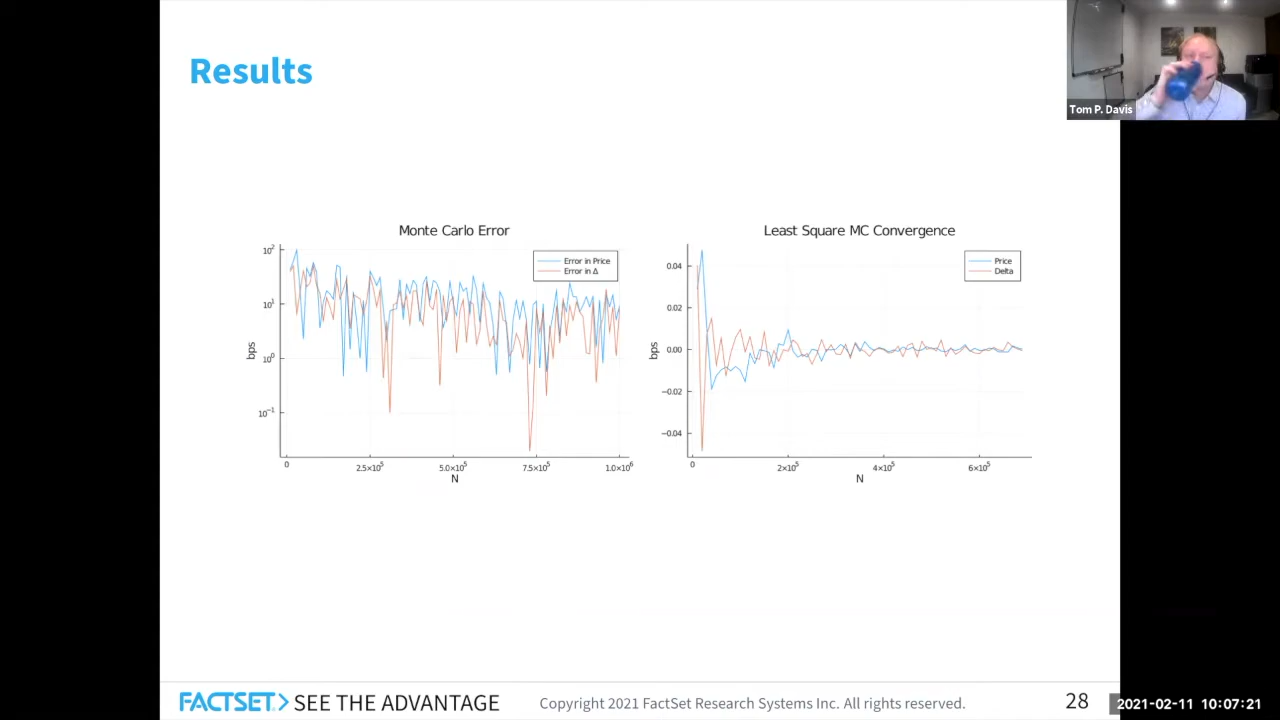 Results
Tom P. Davis
Monte Carlo Error
Error in Price
Error in Δ
10²
10¹
10⁰
10⁻¹
bps
0
2.5×10⁵
5.0×10⁵
7.5×10⁵
1.0×10⁶
N
Least Square MC Convergence
Price
Delta
0.04
0.02
0.00
−0.02
−0.04
bps
0
2×10⁵
4×10⁵
6×10⁵
N
FACTSET SEE THE ADVANTAGE
Copyright 2021 FactSet Research Systems Inc. All rights reserved.
28
2021-02-11 10:07:21